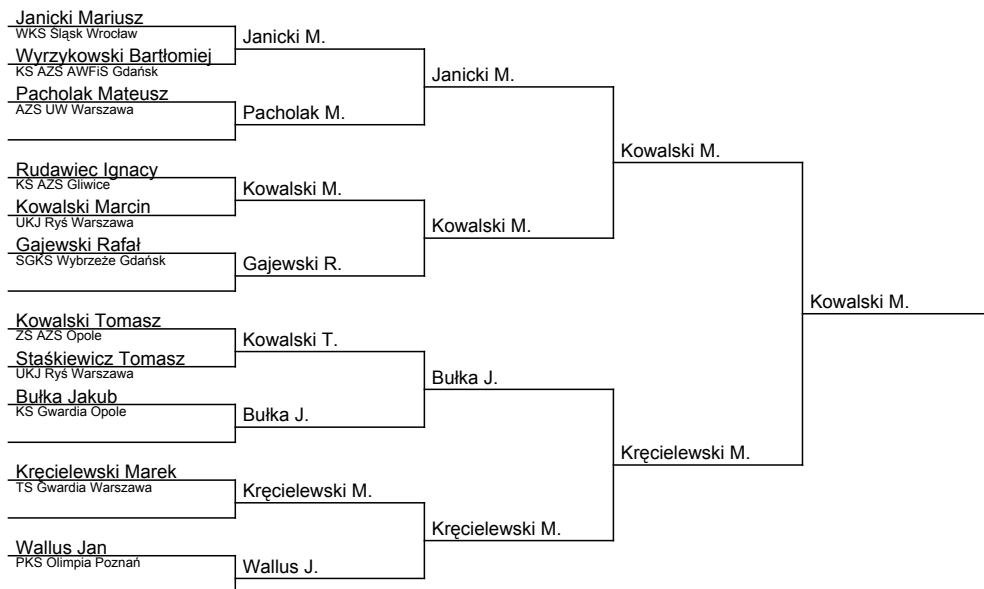 Janicki Mariusz
WKS Śląsk Wrocław
Wyrzykowski Bartłomiej
KS AZS AWFiS Gdańsk
Pacholak Mateusz
AZS UW Warszawa
Rudawiec Ignacy
KS AZS Gliwice
Kowalski Marcin
UKJ Ryś Warszawa
Gajewski Rafał
SGKS Wybrzeże Gdańsk
Kowalski Tomasz
ZS AZS Opole
Staśkiewicz Tomasz
UKJ Ryś Warszawa
Bułka Jakub
KS Gwardia Opole
Kręcielewski Marek
TS Gwardia Warszawa
Wallus Jan
PKS Olimpia Poznań
Janicki M.
Pacholak M.
Kowalski M.
Gajewski R.
Kowalski T.
Bułka J.
Kręcielewski M.
Wallus J.
Janicki M.
Kowalski M.
Bułka J.
Kręcielewski M.
Kowalski M.
Kręcielewski M.
Kowalski M.